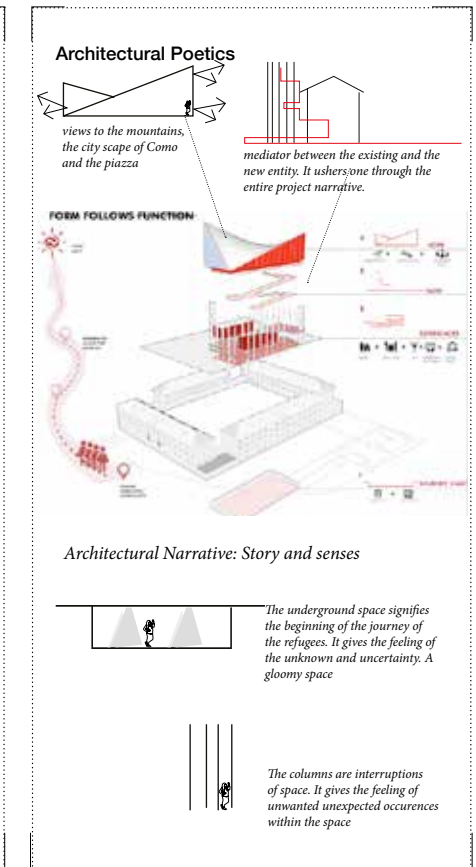 Architectural Poetics
views to the mountains,
the city scape of Como
and the piazza
mediator between the existing and the
new entity. It ushers one through the
entire project narrative.
FORM FOLLOWS FUNCTION
Architectural Narrative: Story and senses
The underground space signifies
the beginning of the journey of
the refugees. It gives the feeling of
the unknown and uncertainty. A
gloomy space
The columns are interruptions
of space. It gives the feeling of
unwanted unexpected occurences
within the space